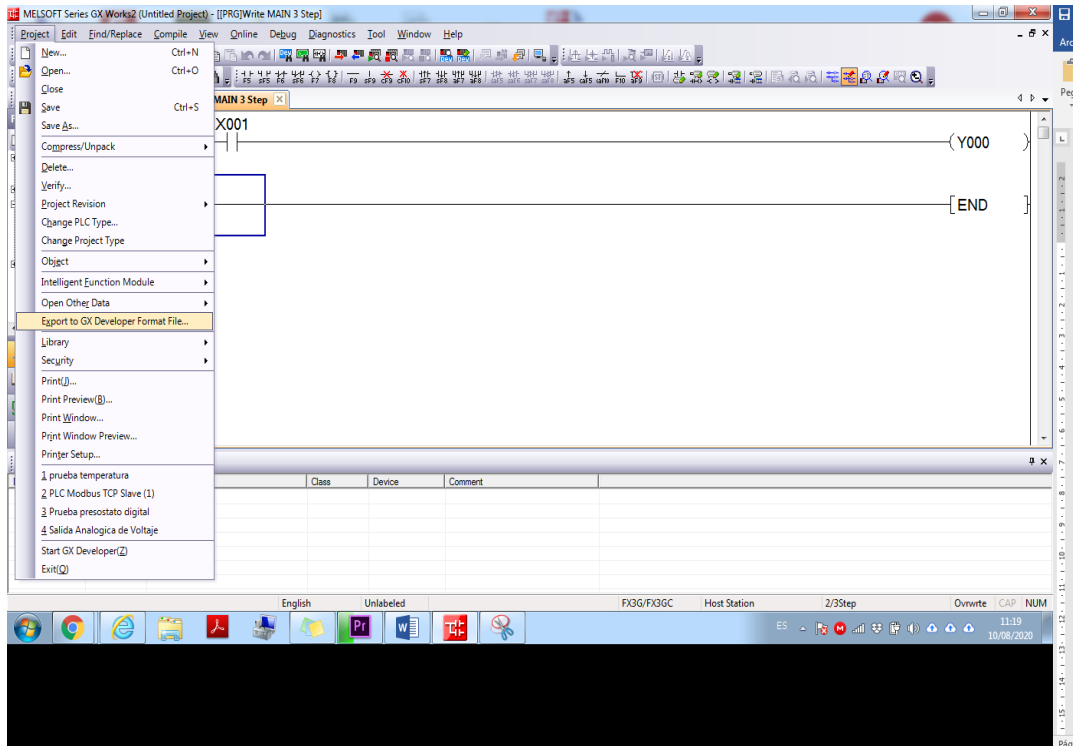 MELSOFT Series GX Works2 (Untitled Project) - [[PRG]Write MAIN 3 Step]
Project Edit Find/Replace Compile View Online Debug Diagnostics Tool Window Help
New... Ctrl+N
Open... Ctrl+O
Close
Save Ctrl+S
Save As...
Compress/Unpack
Delete...
Verify...
Project Revision
Change PLC Type...
Change Project Type
Object
Intelligent Function Module
Open Other Data
Export to GX Developer Format File...
Library
Security
Print(J)...
Print Preview(B)...
Print Window...
Print Window Preview...
Printer Setup...
1 prueba temperatura
2 PLC Modbus TCP Slave (1)
3 Prueba presostato digital
4 Salida Analogica de Voltaje
Start GX Developer(Z)
Exit(Q)
MAIN 3 Step
X001
Y000
END
Class Device Comment
English Unlabeled FX3G/FX3GC Host Station 2/3Step Ovrwrte CAP NUM
Pr
ES
11:19
10/08/2020
Arc
Peg
Pág